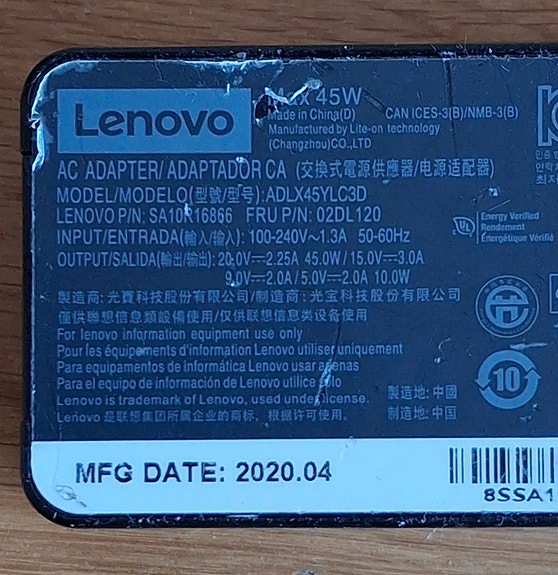 Lenovo
Max 45W
Made in China(D) CAN ICES-3(B)/NMB-3(B)
Manufactured by Lite-on technology
(Changzhou)CO.,LTD
AC ADAPTER/ADAPTADOR CA (交換式電源供應器/电源适配器)
MODEL/MODELO(型號/型号):ADLX45YLC3D
LENOVO P/N: SA10R16866 FRU P/N: 02DL120
INPUT/ENTRADA(輸入/输入): 100-240V~1.3A 50-60Hz
OUTPUT/SALIDA(輸出/输出): 20.0V⎓2.25A 45.0W/15.0V⎓3.0A
9.0V⎓2.0A/5.0V⎓2.0A 10.0W
製造商: 光寶科技股份有限公司/制造商: 光宝科技股份有限公司
僅供聯想信息類設備使用/仅供联想信息类设备使用
For lenovo information equipment use only
Pour les équipements d'information Lenovo utiliser uniquement
Para equipamentos de informática Lenovo usar apenas
Para el equipo de información de Lenovo utilice sólo
Lenovo is trademark of Lenovo, used under license.
Lenovo 是联想集团所属企业的商标，根据许可使用。
製造地: 中國
制造地: 中国
UL
Energy Verified
Rendement
Énergétique Vérifié
10
MFG DATE: 2020.04
8SSA1